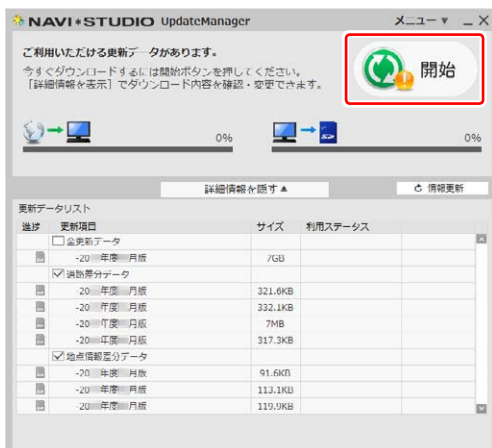 NAVI*STUDIO UpdateManager メニュー ▼ _ X
ご利用いただける更新データがあります。
今すぐダウンロードするには開始ボタンを押してください。
[詳細情報を表示]でダウンロード内容を確認・変更できます。
開始
0% 0%
詳細情報を隠す▲ 情報更新
更新データリスト
進捗 更新項目 サイズ 利用ステータス
全更新データ
-20 年度 月版 7GB
道路差分データ
-20 年度 月版 321.6KB
-20 年度 月版 332.1KB
-20 年度 月版 7MB
-20 年度 月版 317.3KB
地点情報差分データ
-20 年度 月版 91.6KB
-20 年度 月版 113.1KB
-20 年度 月版 119.9KB